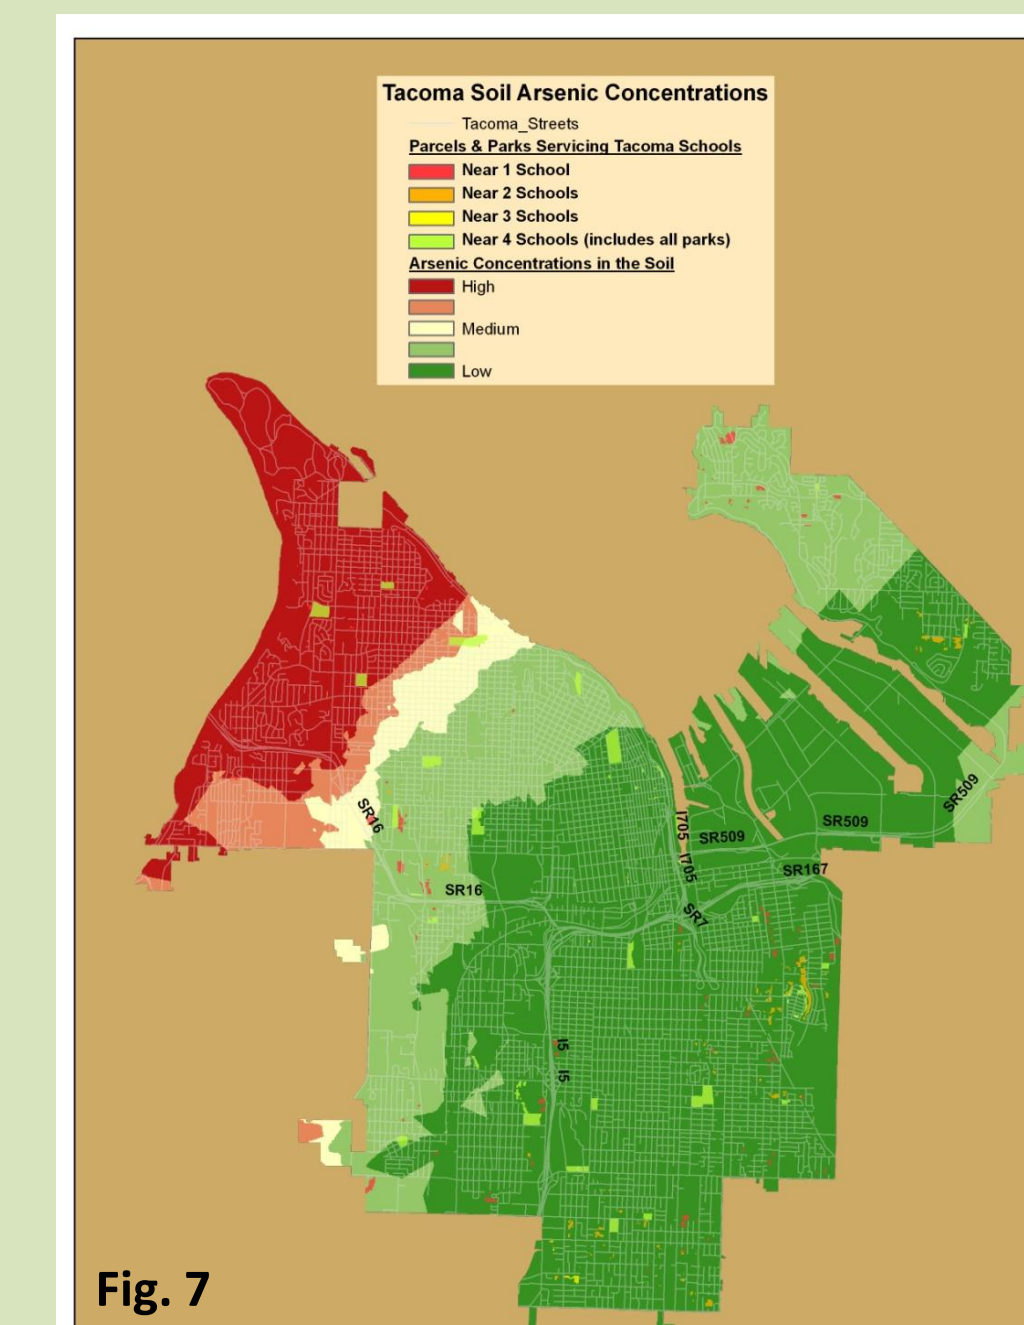 Tacoma Soil Arsenic Concentrations
Tacoma_Streets
Parcels & Parks Servicing Tacoma Schools
Near 1 School
Near 2 Schools
Near 3 Schools
Near 4 Schools (includes all parks)
Arsenic Concentrations in the Soil
High
Medium
Low
SR509
SR16
I705
SR509
SR509
I705
SR167
SR16
SR7
I5
I5
Fig. 7